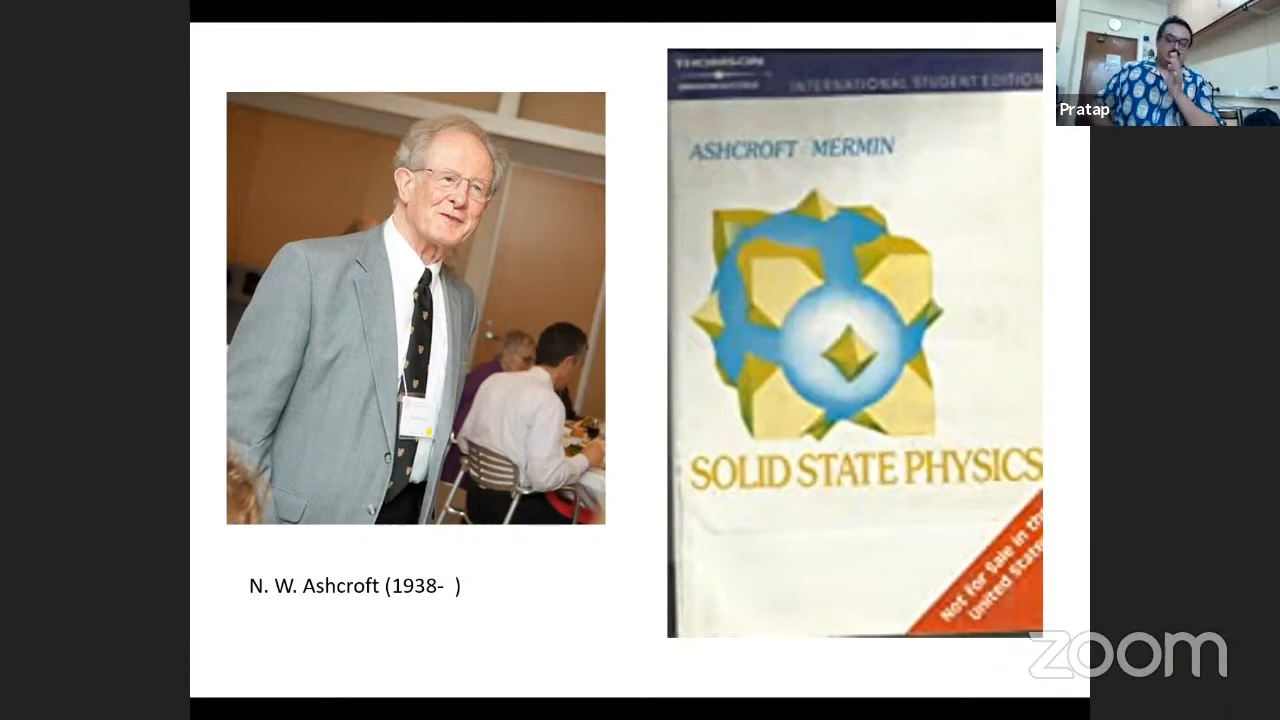 THOMSON
INTERNATIONAL STUDENT EDITION
ASHCROFT / MERMIN
SOLID STATE PHYSICS
Not for Sale in the
United States
N. W. Ashcroft (1938-  )
Pratap
zoom